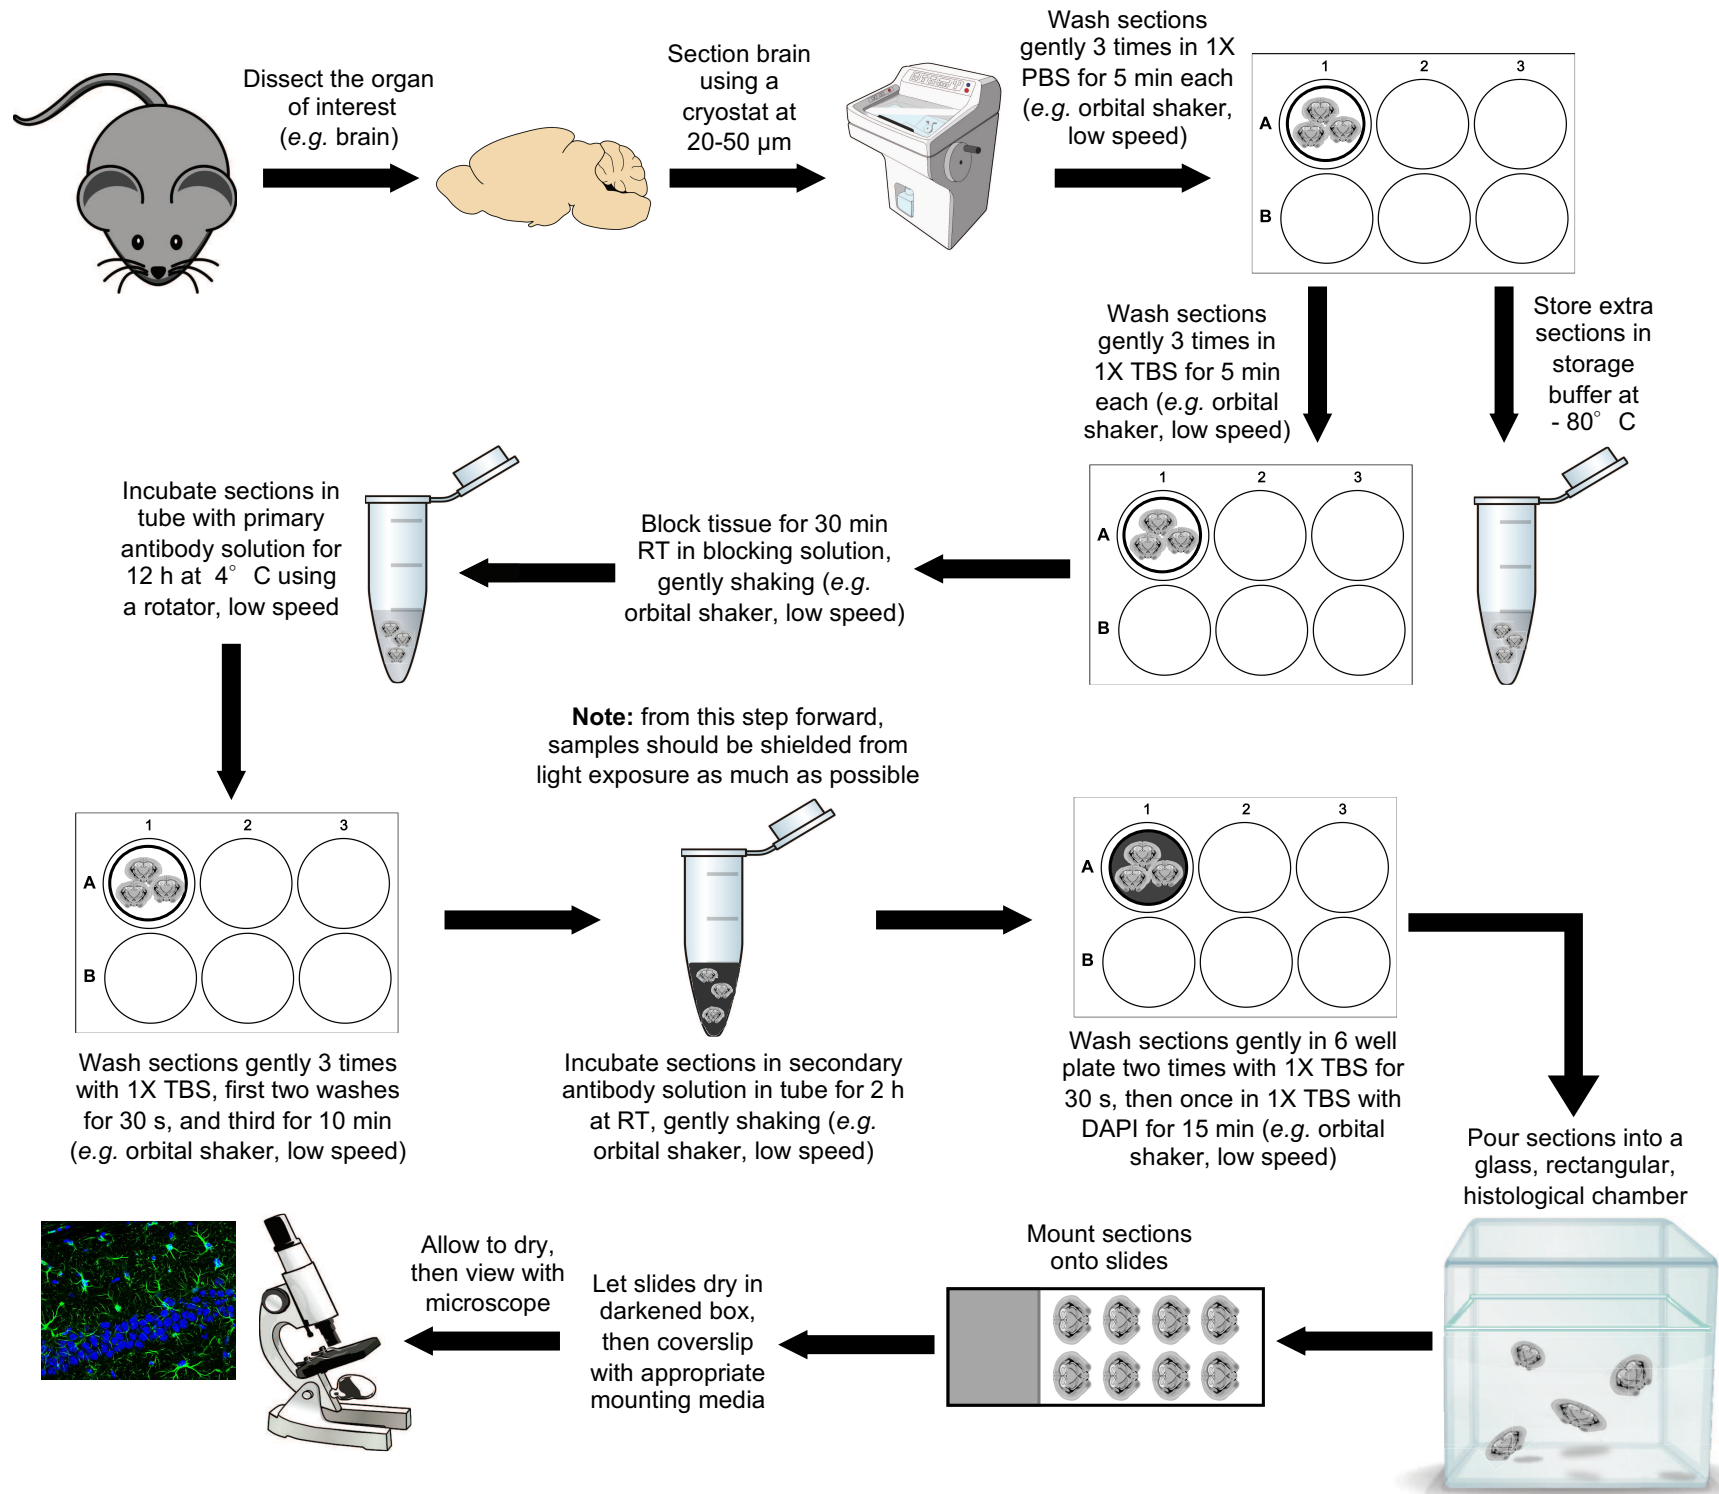 Dissect the organ
of interest
(e.g. brain)
Section brain
using a
cryostat at
20-50 µm
Wash sections
gently 3 times in 1X
PBS for 5 min each
(e.g. orbital shaker,
low speed)
1 2 3
A
B
Wash sections
gently 3 times in
1X TBS for 5 min
each (e.g. orbital
shaker, low speed)
Store extra
sections in
storage
buffer at
- 80° C
1 2 3
A
B
Block tissue for 30 min
RT in blocking solution,
gently shaking (e.g.
orbital shaker, low speed)
Incubate sections in
tube with primary
antibody solution for
12 h at 4° C using
a rotator, low speed
1 2 3
A
B
Wash sections gently 3 times
with 1X TBS, first two washes
for 30 s, and third for 10 min
(e.g. orbital shaker, low speed)
Note: from this step forward,
samples should be shielded from
light exposure as much as possible
Incubate sections in secondary
antibody solution in tube for 2 h
at RT, gently shaking (e.g.
orbital shaker, low speed)
1 2 3
A
B
Wash sections gently in 6 well
plate two times with 1X TBS for
30 s, then once in 1X TBS with
DAPI for 15 min (e.g. orbital
shaker, low speed)
Pour sections into a
glass, rectangular,
histological chamber
Mount sections
onto slides
Let slides dry in
darkened box,
then coverslip
with appropriate
mounting media
Allow to dry,
then view with
microscope